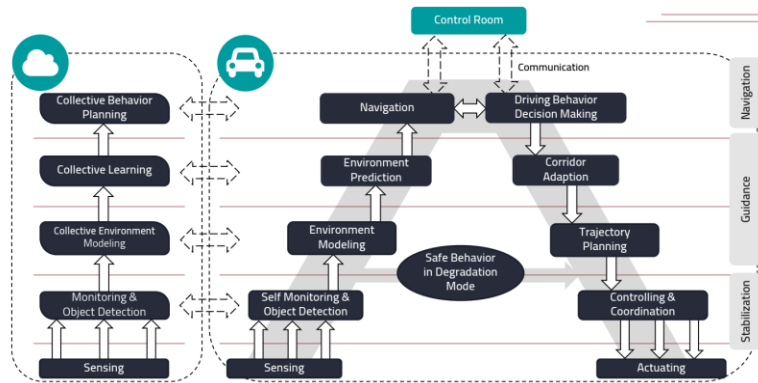 Control Room
Communication
Collective Behavior
Planning
Navigation
Driving Behavior
Decision Making
Navigation
Collective Learning
Environment
Prediction
Corridor
Adaption
Guidance
Collective Environment
Modeling
Environment
Modeling
Trajectory
Planning
Safe Behavior
in Degradation
Mode
Monitoring &
Object Detection
Self Monitoring &
Object Detection
Controlling &
Coordination
Stabilization
Sensing
Sensing
Actuating